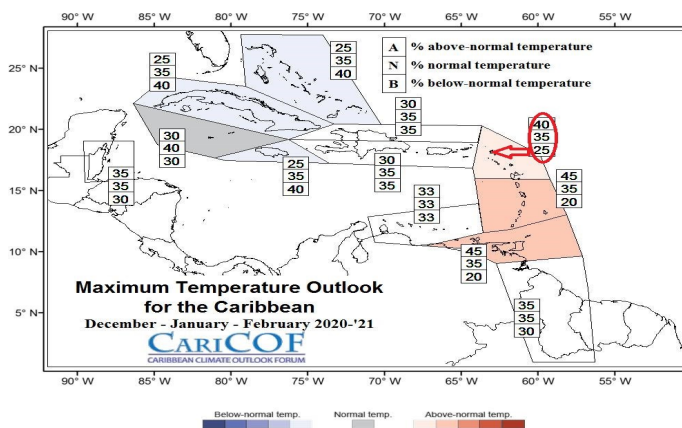 A % above-normal temperature
N % normal temperature
B % below-normal temperature
25° N
20° N
15° N
10° N
5° N
25
35
40
25
35
40
30
35
35
40
35
25
30
40
30
35
35
30
25
35
40
30
35
35
45
35
20
33
33
33
45
35
20
35
35
30
Maximum Temperature Outlook
for the Caribbean
December - January - February 2020-'21
CARICOF
CARIBBEAN CLIMATE OUTLOOK FORUM
90° W 85° W 80° W 75° W 70° W 65° W 60° W 55° W
Below-normal temp. Normal temp. Above-normal temp.